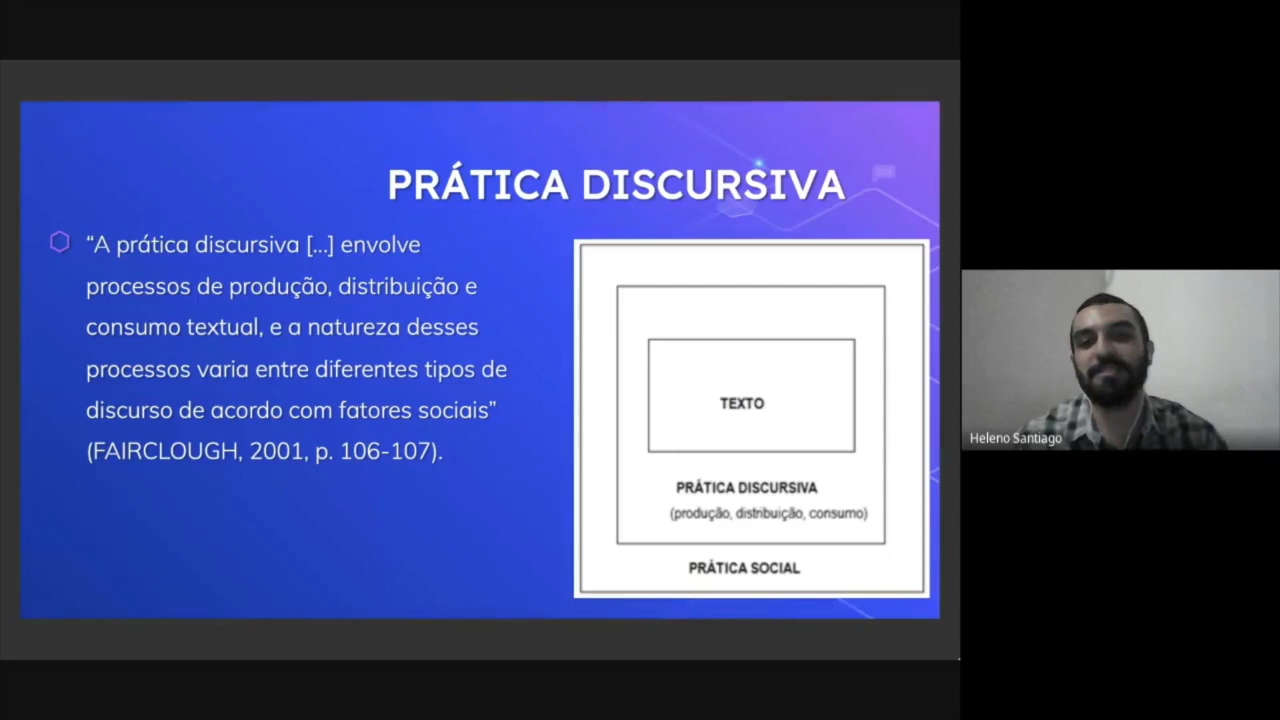 PRÁTICA DISCURSIVA
“A prática discursiva [...] envolve
processos de produção, distribuição e
consumo textual, e a natureza desses
processos varia entre diferentes tipos de
discurso de acordo com fatores sociais”
(FAIRCLOUGH, 2001, p. 106-107).
TEXTO
PRÁTICA DISCURSIVA
(produção, distribuição, consumo)
PRÁTICA SOCIAL
Heleno Santiago